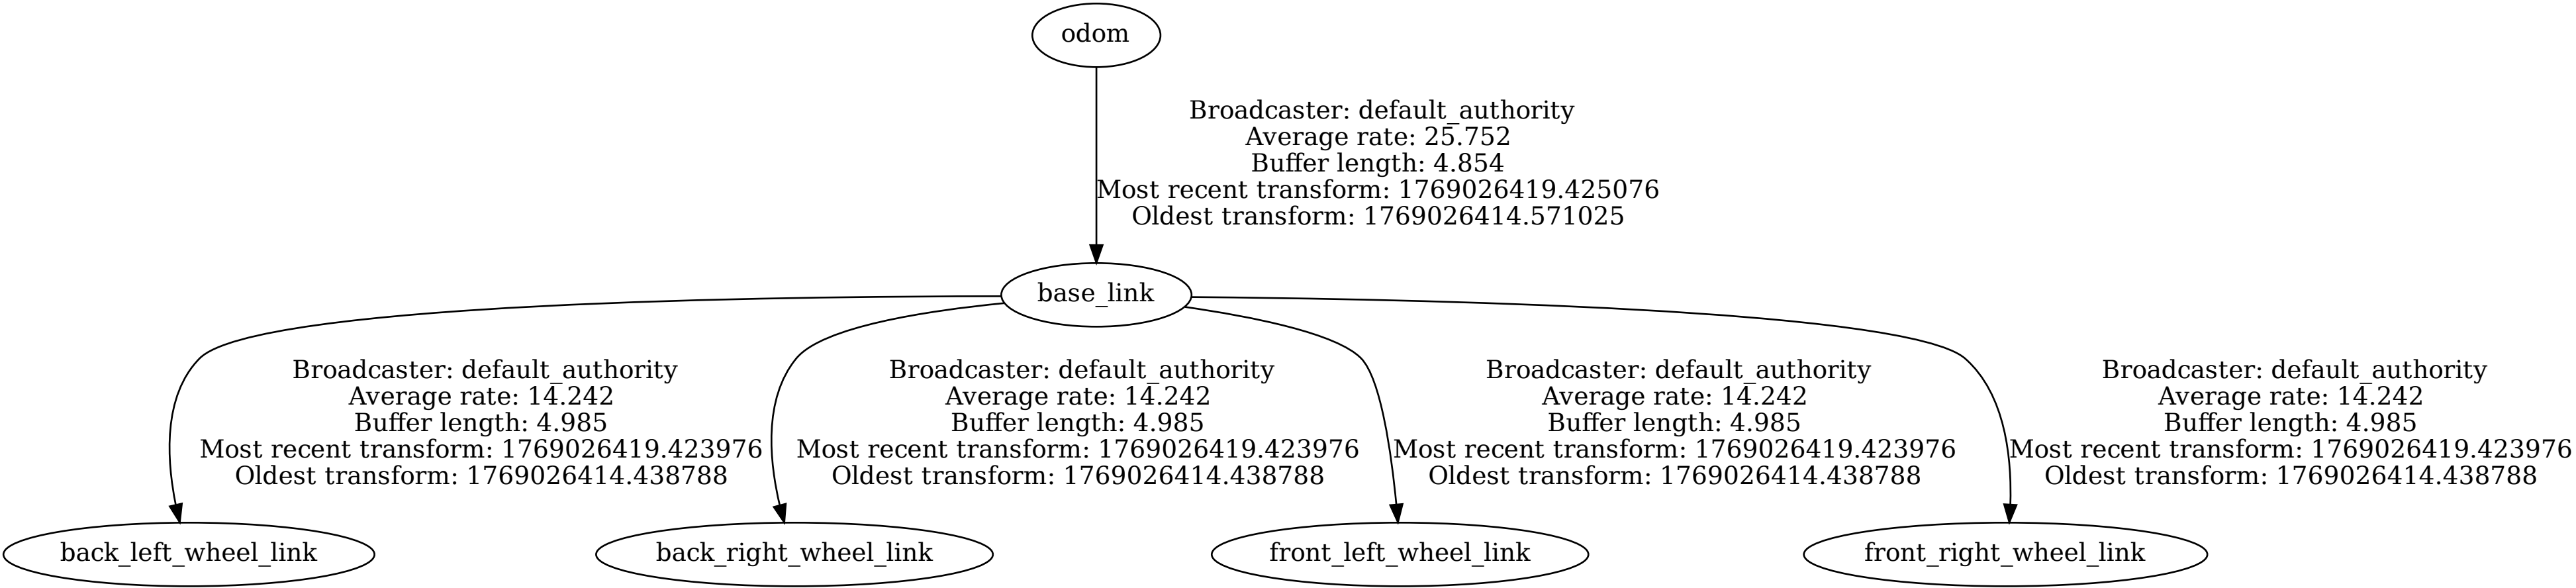 odom
Broadcaster: default_authority
Average rate: 25.752
Buffer length: 4.854
Most recent transform: 1769026419.425076
Oldest transform: 1769026414.571025
base_link
Broadcaster: default_authority
Average rate: 14.242
Buffer length: 4.985
Most recent transform: 1769026419.423976
Oldest transform: 1769026414.438788
Broadcaster: default_authority
Average rate: 14.242
Buffer length: 4.985
Most recent transform: 1769026419.423976
Oldest transform: 1769026414.438788
Broadcaster: default_authority
Average rate: 14.242
Buffer length: 4.985
Most recent transform: 1769026419.423976
Oldest transform: 1769026414.438788
Broadcaster: default_authority
Average rate: 14.242
Buffer length: 4.985
Most recent transform: 1769026419.423976
Oldest transform: 1769026414.438788
back_left_wheel_link
back_right_wheel_link
front_left_wheel_link
front_right_wheel_link